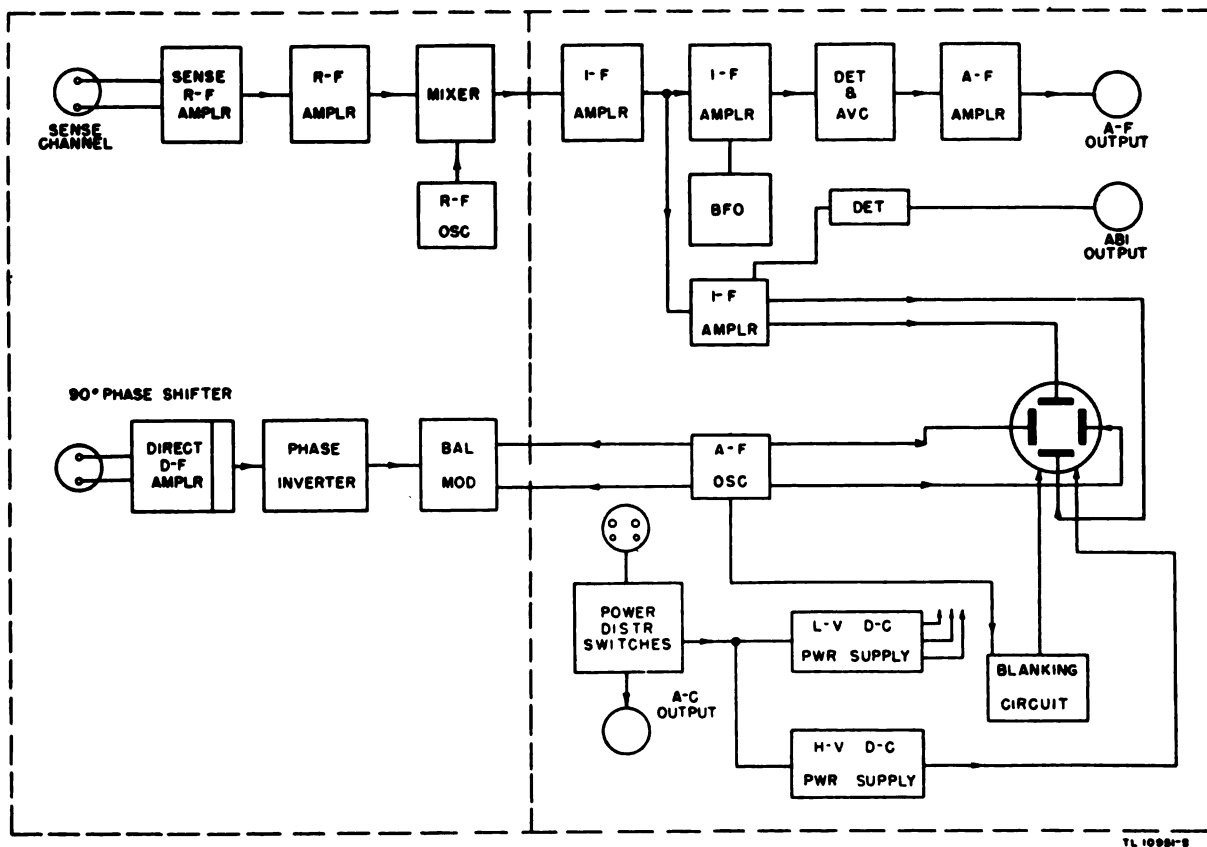 SENSE
R-F
AMPLR
R-F
AMPLR
MIXER
I-F
AMPLR
I-F
AMPLR
DET
&
AVC
A-F
AMPLR
SENSE
CHANNEL
A-F
OUTPUT
R-F
OSC
BFO
DET
ABI
OUTPUT
I-F
AMPLR
90° PHASE SHIFTER
DIRECT
D-F
AMPLR
PHASE
INVERTER
BAL
MOD
A-F
OSC
POWER
DISTR
SWITCHES
L-V D-C
PWR SUPPLY
BLANKING
CIRCUIT
A-C
OUTPUT
H-V D-C
PWR SUPPLY
TL 10951-S